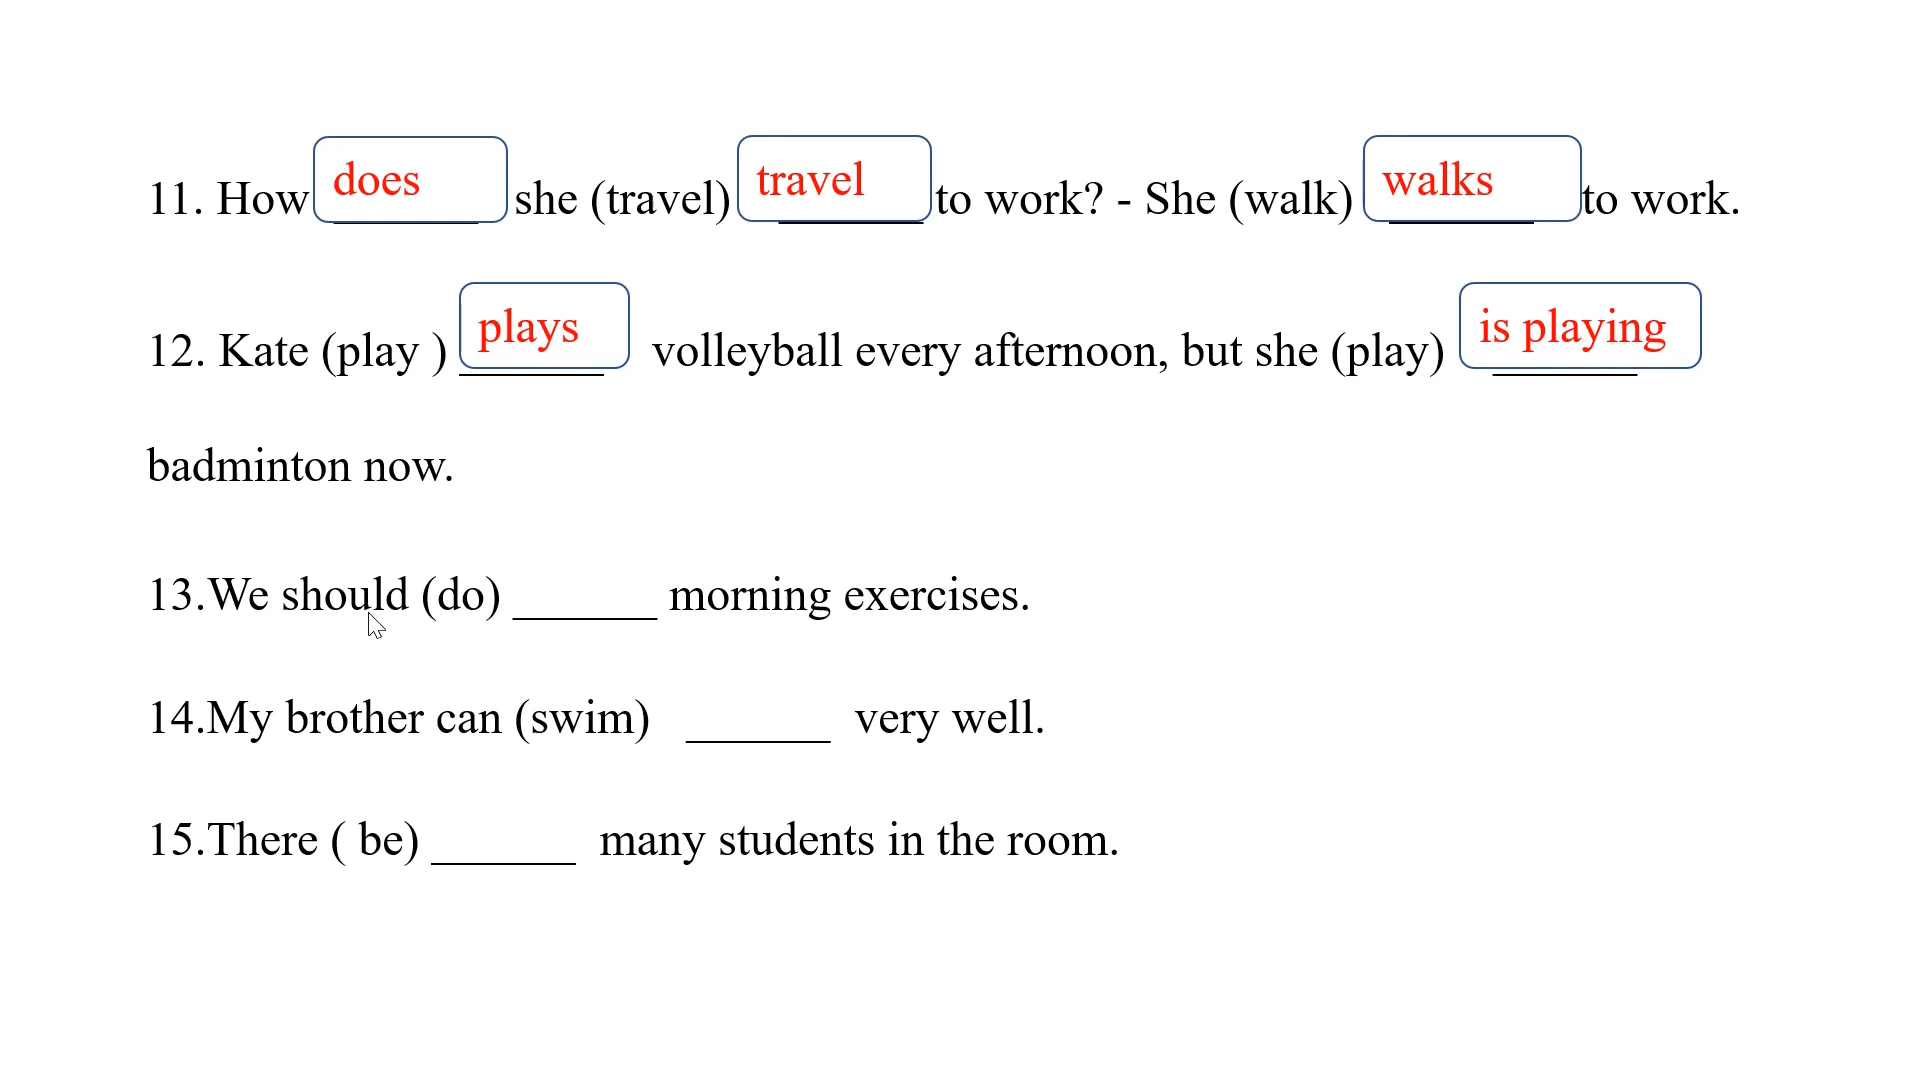 11. How does she (travel) travel to work? - She (walk) walks to work.
12. Kate (play ) plays volleyball every afternoon, but she (play) is playing
badminton now.
13.We should (do) ______ morning exercises.
14.My brother can (swim) ______ very well.
15.There ( be) ______ many students in the room.